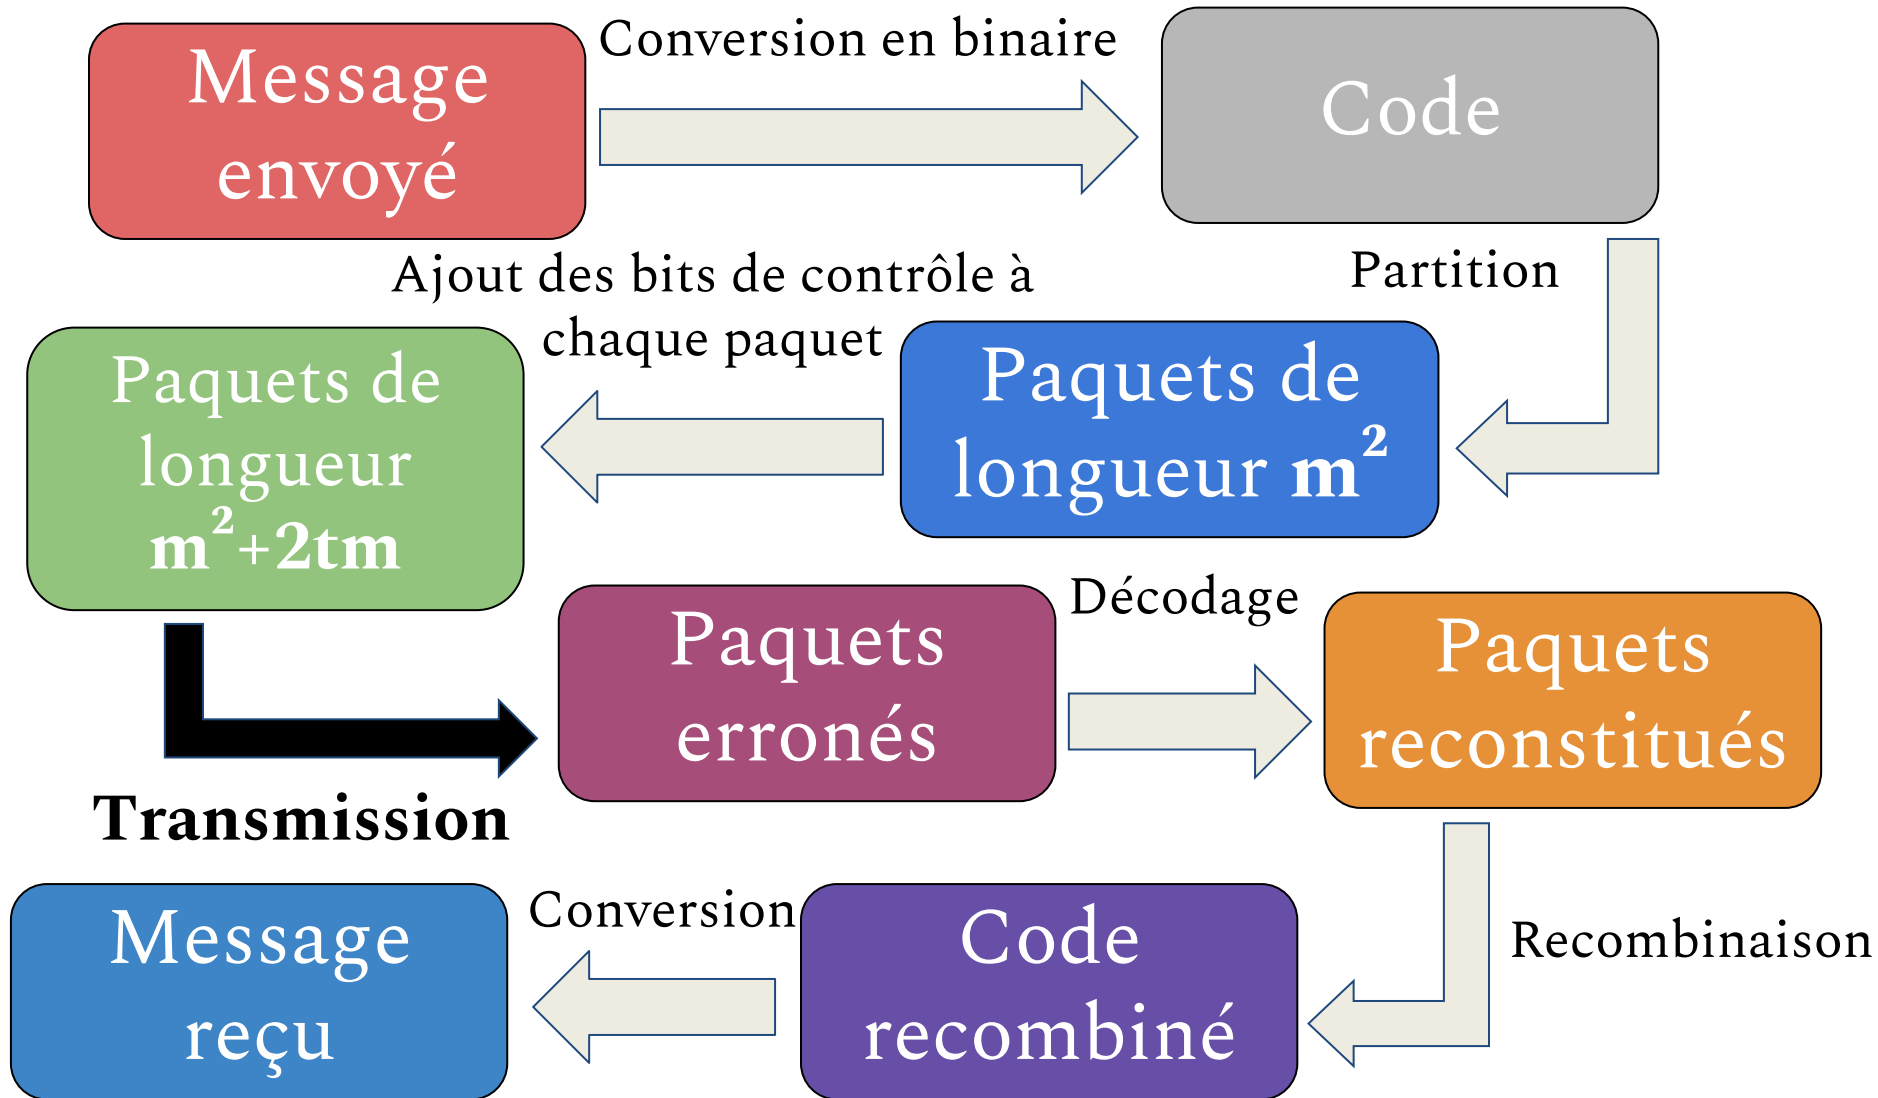 Message
envoyé
Conversion en binaire
Code
Partition
Paquets de
longueur m²
Ajout des bits de contrôle à
chaque paquet
Paquets de
longueur
m²+2tm
Transmission
Paquets
erronés
Décodage
Paquets
reconstitués
Recombinaison
Code
recombiné
Conversion
Message
reçu